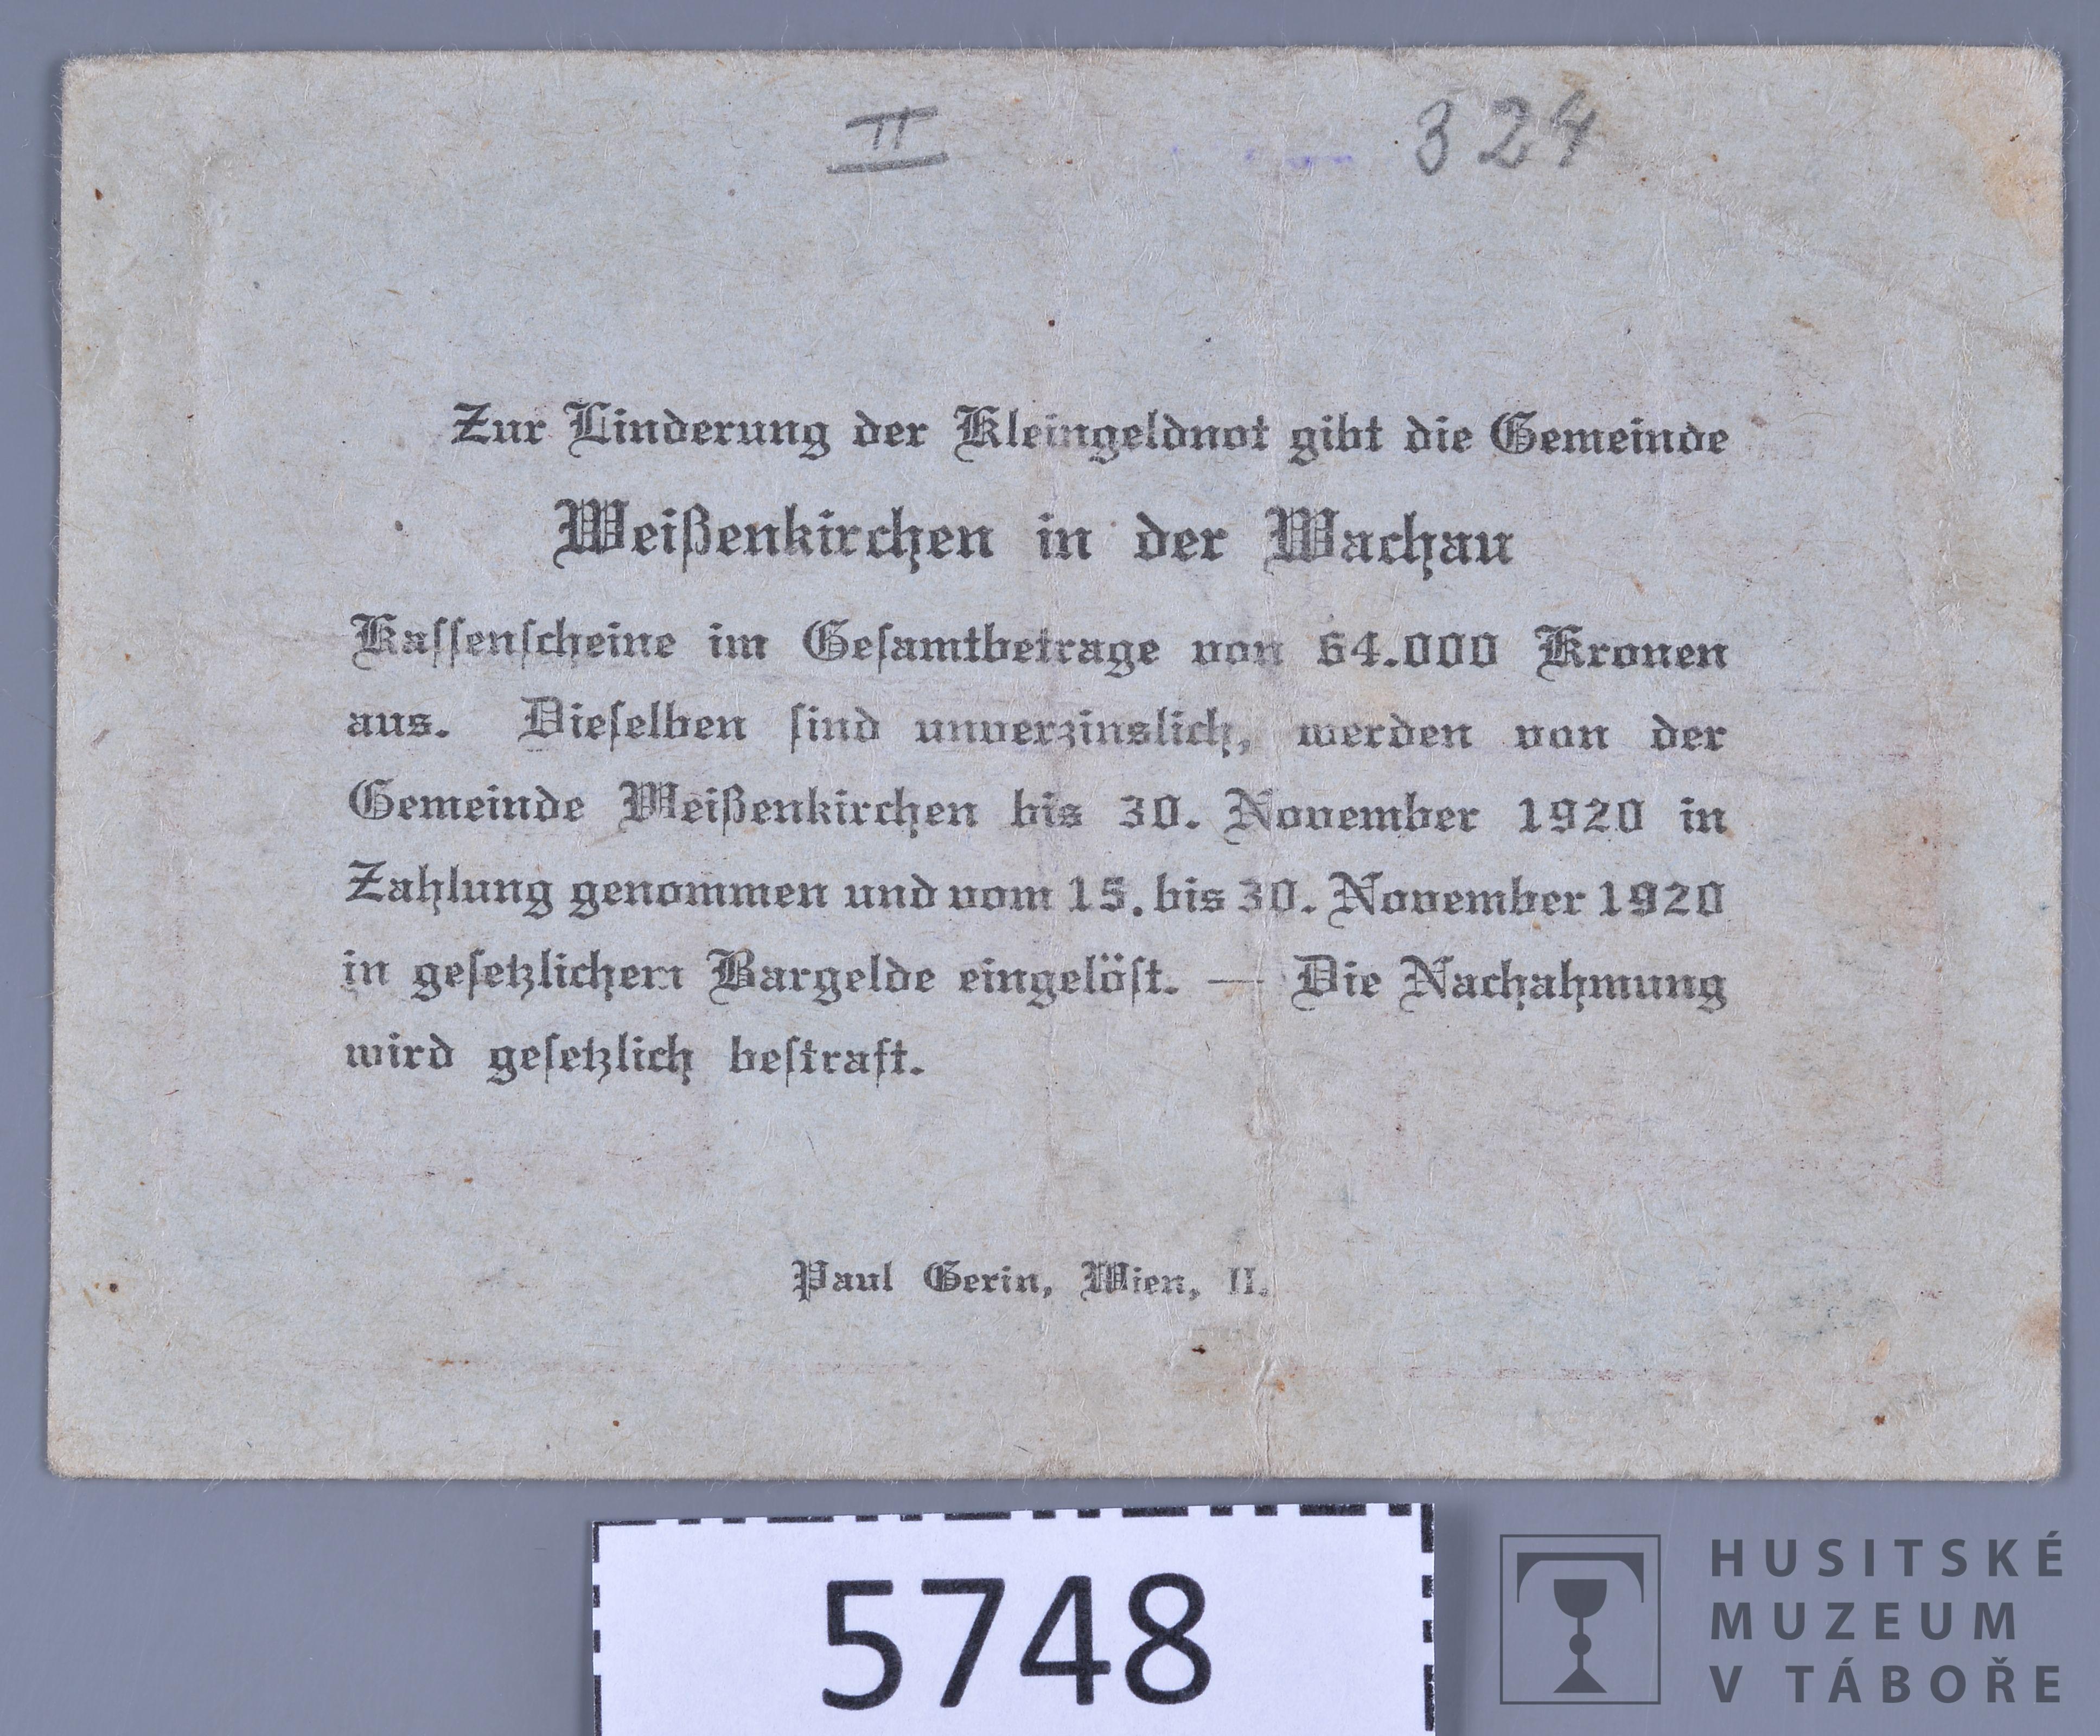 II 324
Zur Linderung der Kleingeldnot gibt die Gemeinde
Weißenkirchen in der Wachau
Kaſſenſcheine im Geſamtbetrage von 64.000 Kronen
aus. Dieſelben ſind unverzinslich, werden von der
Gemeinde Weißenkirchen bis 30. November 1920 in
Zahlung genommen und vom 15. bis 30. November 1920
in geſetzlichem Bargelde eingelöſt. — Die Nachahmung
wird geſetzlich beſtraft.
Paul Gerin, Wien, II.
5748
HUSITSKÉ
MUZEUM
V TÁBOŘE